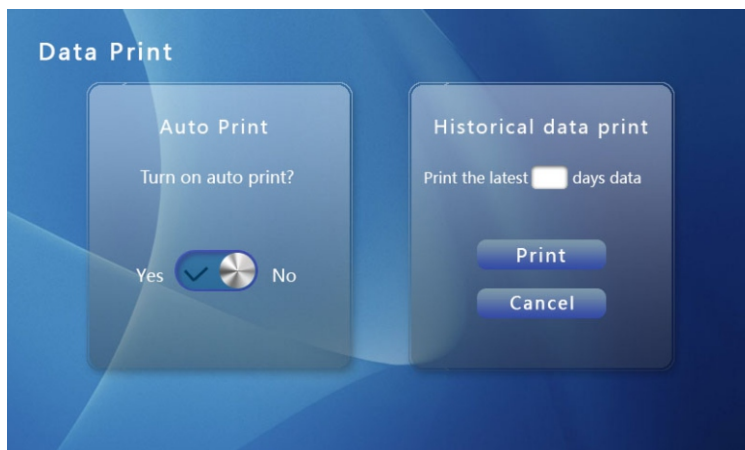 Data Print
Auto Print
Turn on auto print?
Yes No
Historical data print
Print the latest days data
Print
Cancel